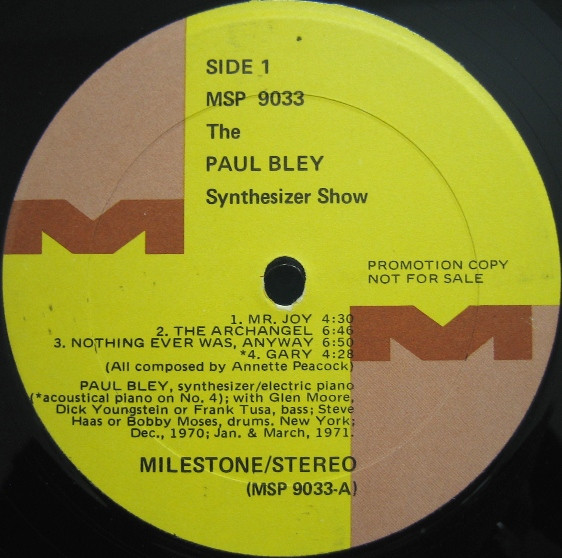 SIDE 1
MSP 9033
The
PAUL BLEY
Synthesizer Show
PROMOTION COPY
NOT FOR SALE
1. MR. JOY 4:30
2. THE ARCHANGEL 6:46
3. NOTHING EVER WAS, ANYWAY 6:50
*4. GARY 4:28
(All composed by Annette Peacock)
PAUL BLEY, synthesizer/electric piano
(*acoustical piano on No. 4); with Glen Moore,
Dick Youngstein or Frank Tusa, bass; Steve
Haas or Bobby Moses, drums. New York;
Dec., 1970; Jan. & March, 1971.
MILESTONE/STEREO
(MSP 9033-A)